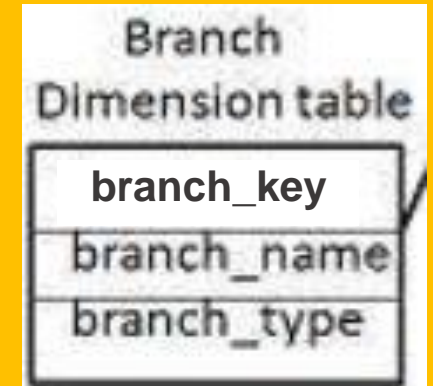 Branch
Dimension table
branch_key
branch_name
branch_type